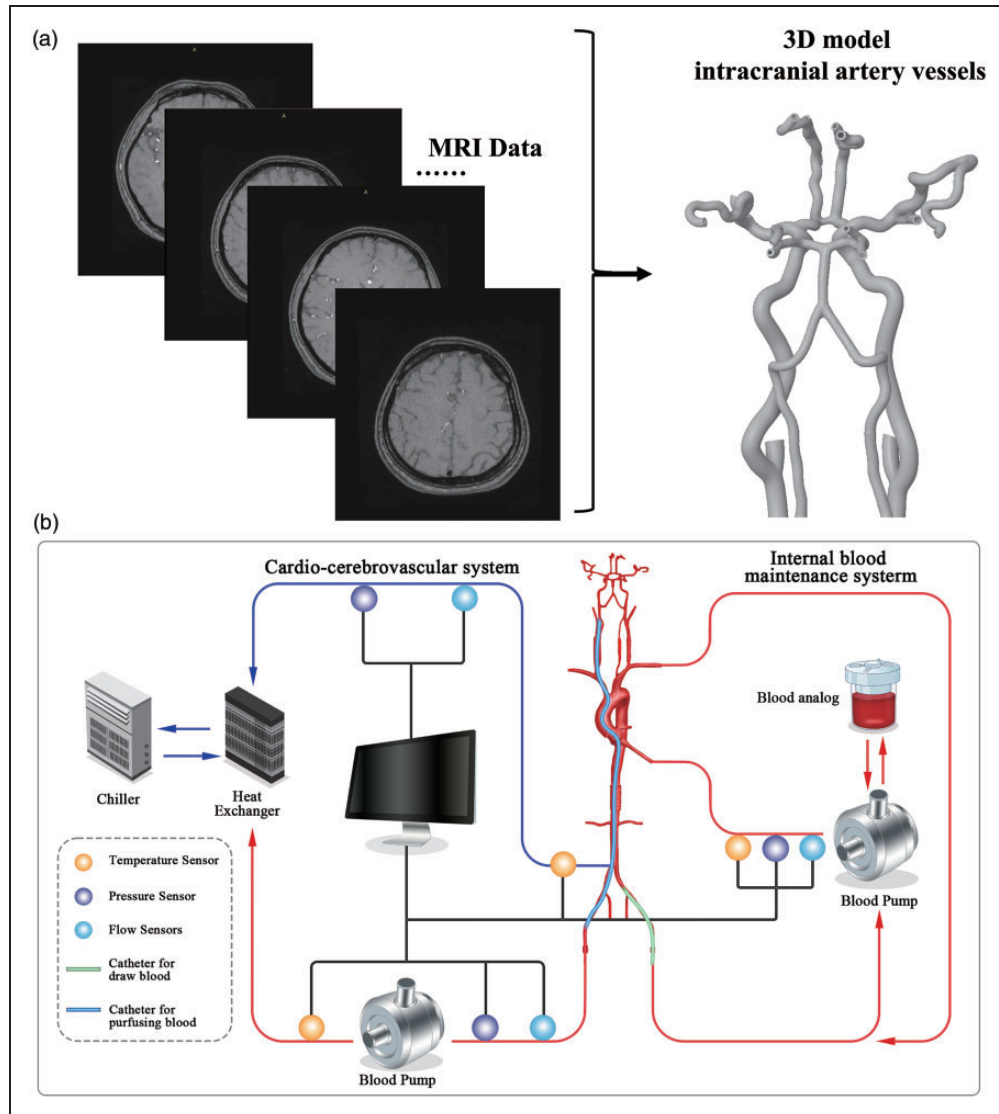 (a)
A
A
A
MRI Data
......
3D model
intracranial artery vessels
(b)
Cardio-cerebrovascular system
Internal blood
maintenance systerm
Blood analog
Chiller
Heat
Exchanger
Temperature Sensor
Pressure Sensor
Flow Sensors
Catheter for
draw blood
Catheter for
purfusing blood
Blood Pump
Blood Pump